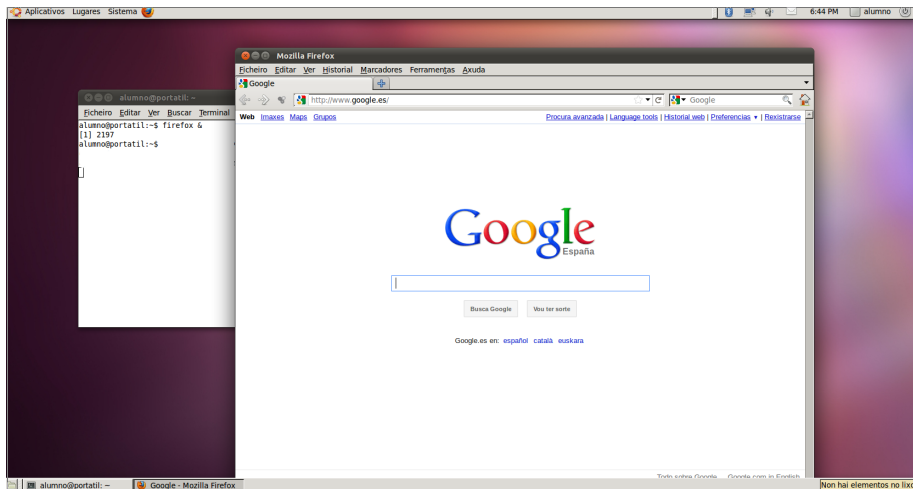 Aplicativos Lugares Sistema 6:44 PM alumno
Mozilla Firefox
Ficheiro Editar Ver Historial Marcadores Ferramentas Axuda
Google
http://www.google.es/ Google
Web Imaxes Maps Grupos Procura avanzada | Language tools | Historial web | Preferencias ▾ | Rexistrarse
alumno@portatil: ~
Ficheiro Editar Ver Buscar Terminal
alumno@portatil:~$ firefox &
[1] 2197
alumno@portatil:~$
Google
España
Busca Google Vou ter sorte
Google.es en: español català euskara
Todo sobre Google Google.com in English
alumno@portatil: ~ Google - Mozilla Firefox Non hai elementos no lixo